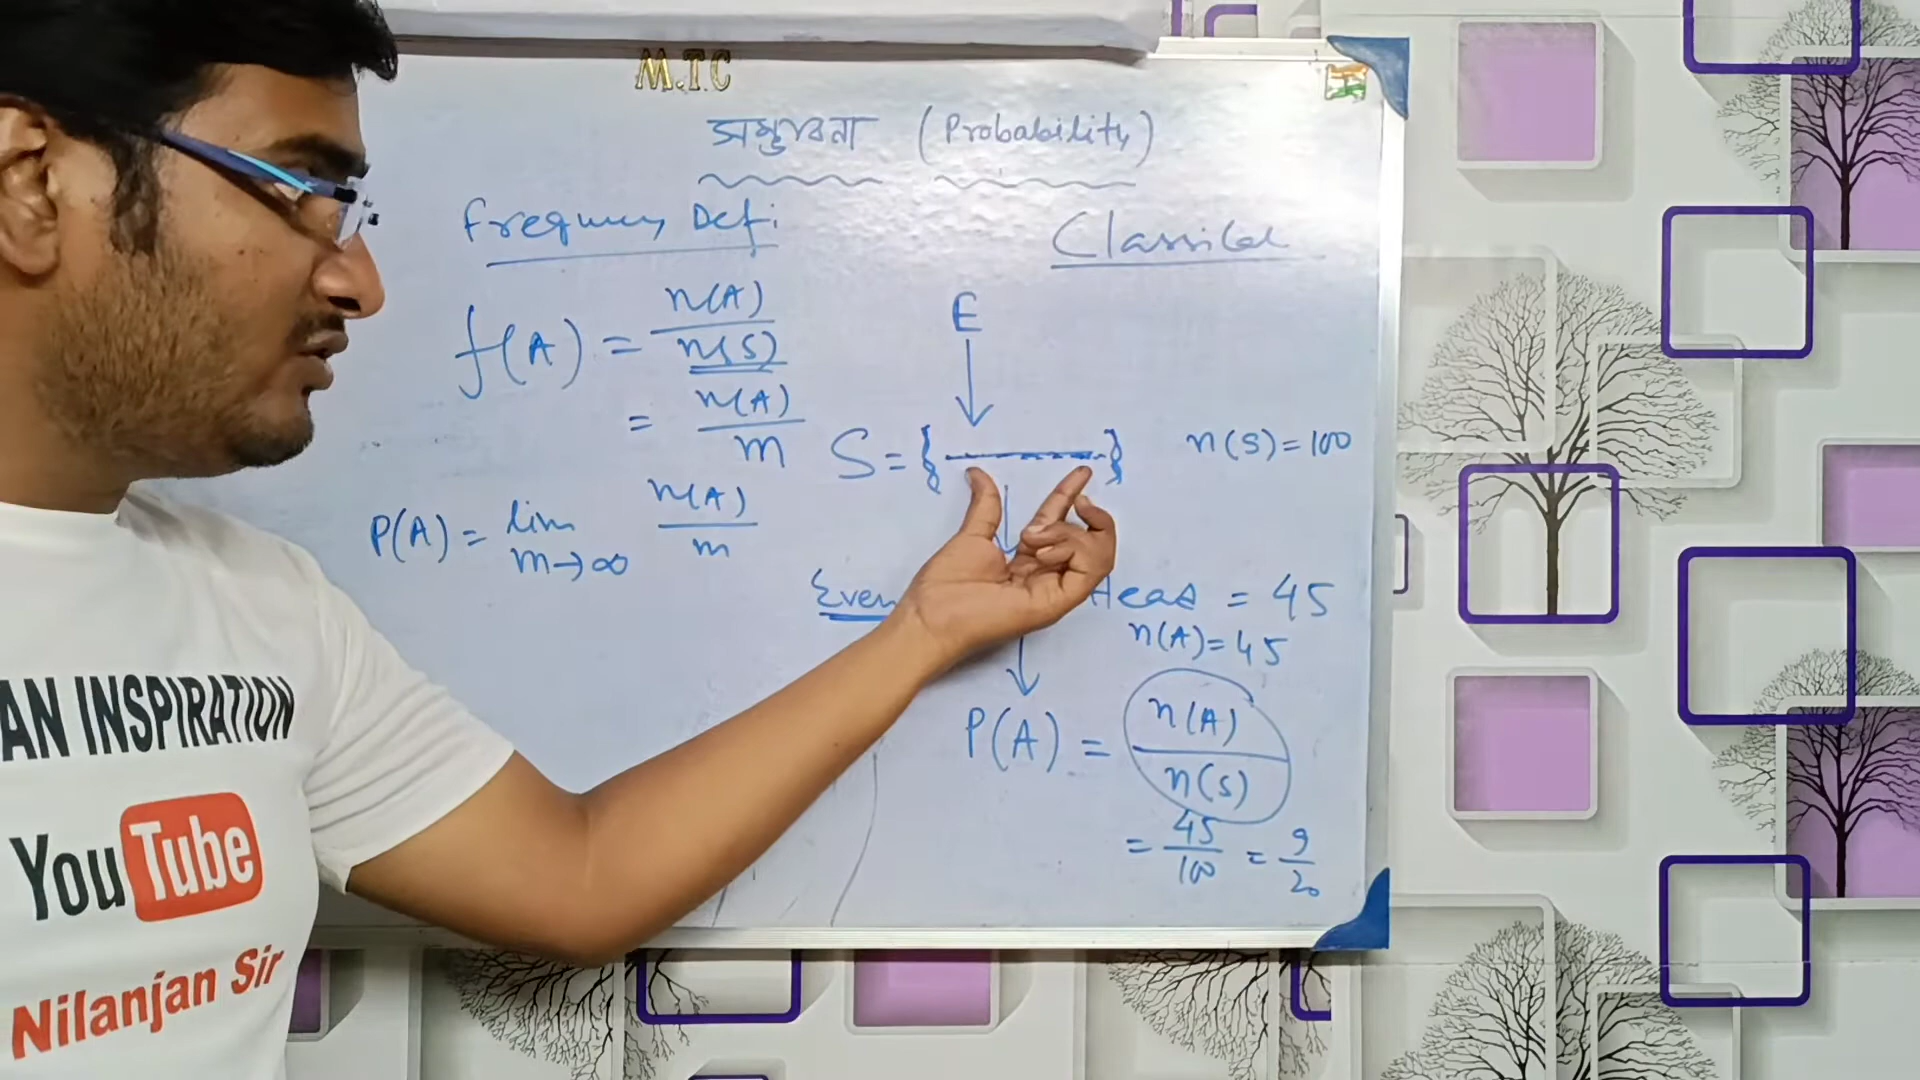 M.T.C
সম্ভাবনা (Probability)
Frequency Defi:
f(A) = n(A)/n(S)
= n(A)/m
P(A) = lim m→∞ n(A)/m
Classical
E
S = { } n(S) = 100
Even
Head = 45
n(A) = 45
P(A) = n(A)/n(S)
= 45/100 = 9/20
AN INSPIRATION
YouTube
Nilanjan Sir